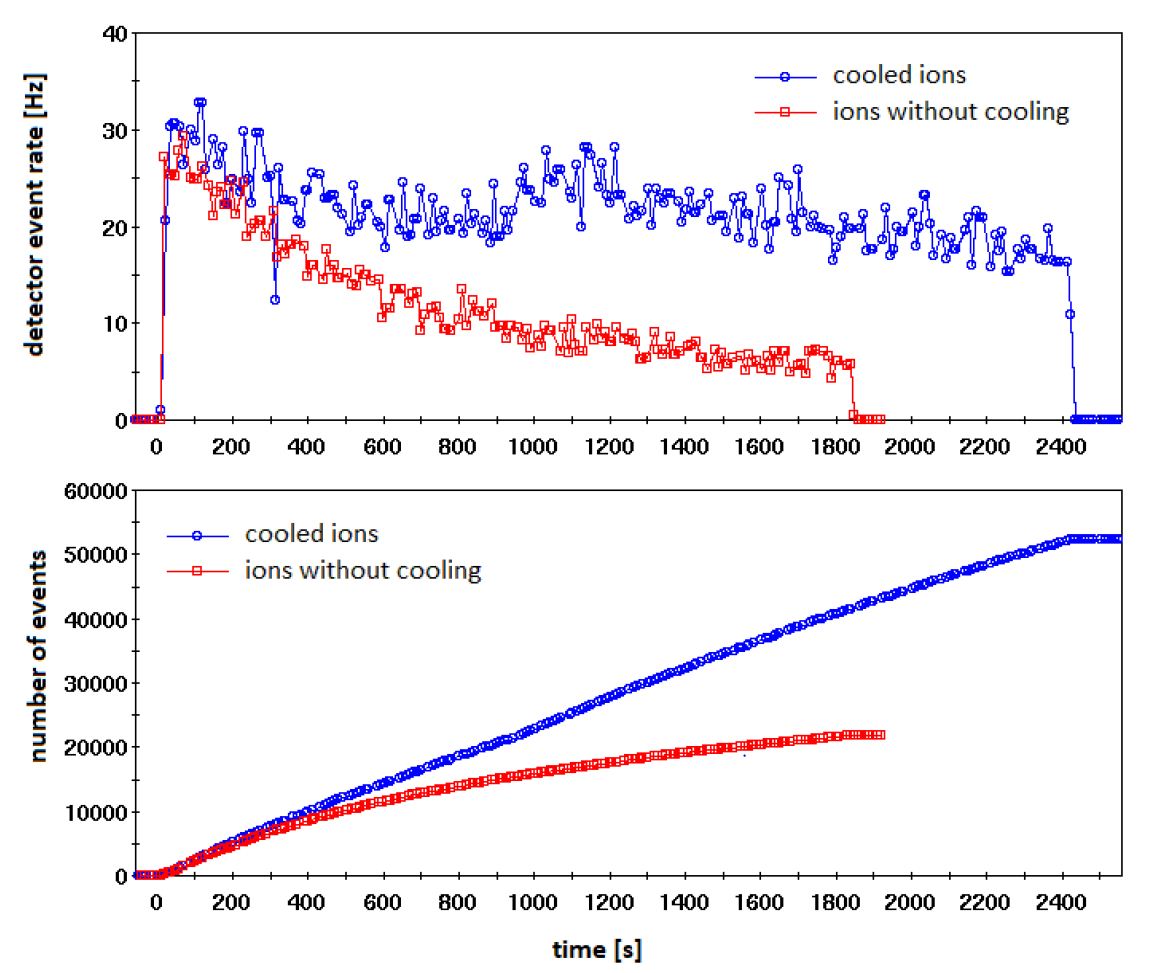 detector event rate [Hz]
40
30
20
10
0
cooled ions
ions without cooling
0 200 400 600 800 1000 1200 1400 1600 1800 2000 2200 2400
number of events
60000
50000
40000
30000
20000
10000
0
cooled ions
ions without cooling
0 200 400 600 800 1000 1200 1400 1600 1800 2000 2200 2400
time [s]